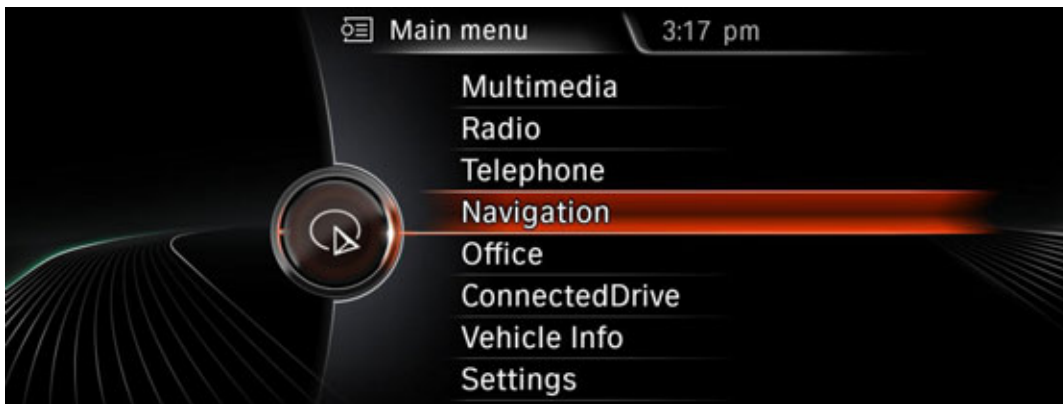 Main menu 3:17 pm
Multimedia
Radio
Telephone
Navigation
Office
ConnectedDrive
Vehicle Info
Settings